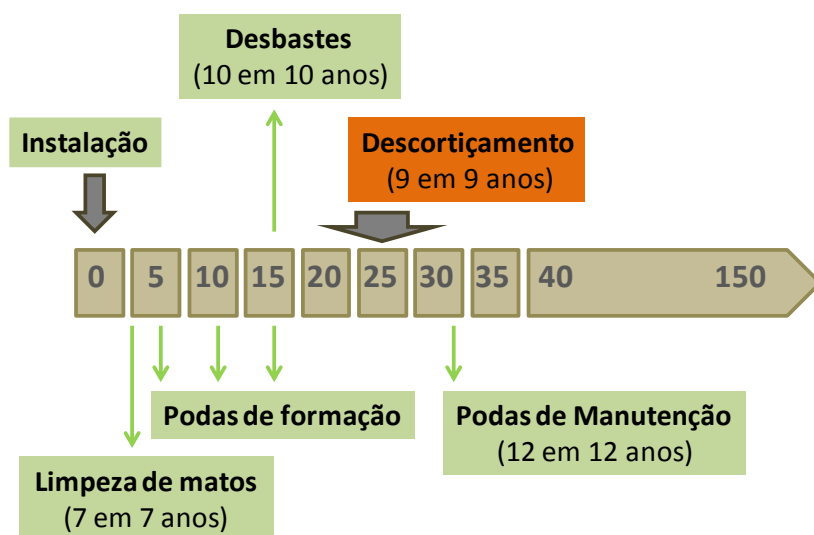 Desbastes
(10 em 10 anos)
Instalação
Descortiçamento
(9 em 9 anos)
0 5 10 15 20 25 30 35 40 150
Podas de formação
Podas de Manutenção
(12 em 12 anos)
Limpeza de matos
(7 em 7 anos)